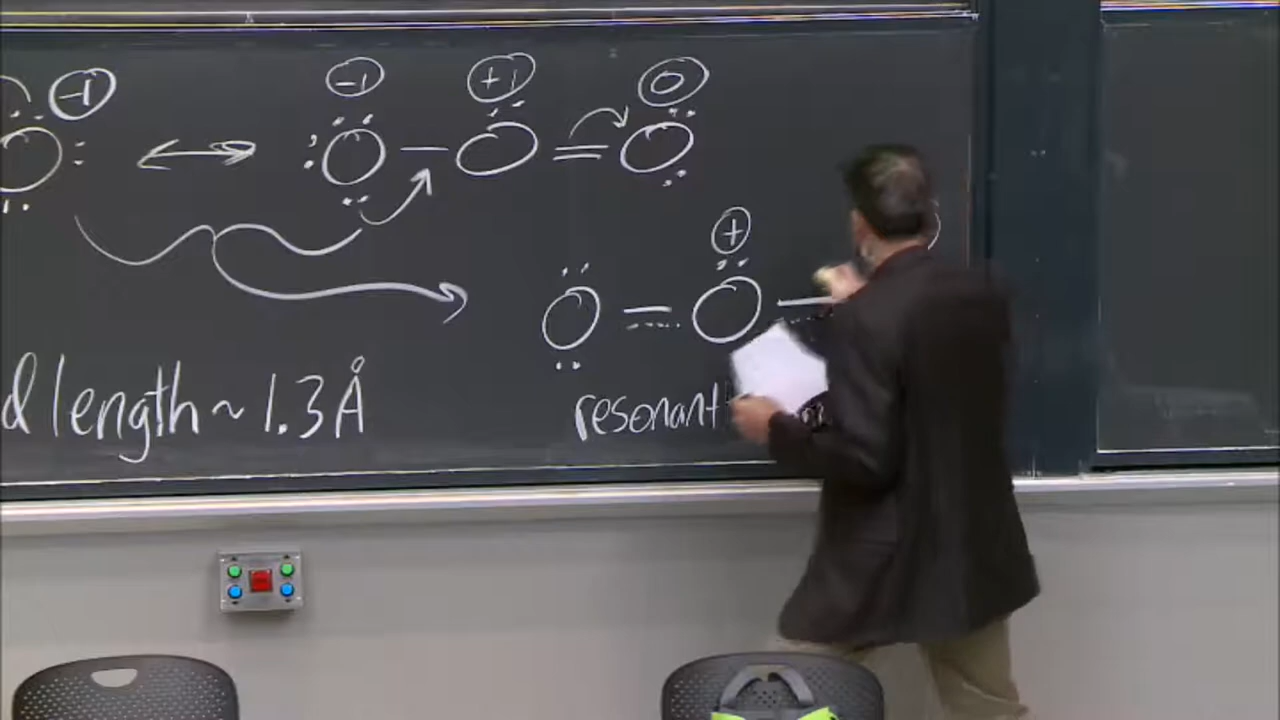 -1 -1 +1 0
O ↔ O — O = O
+
O = O —
d length ~ 1.3 Å
resonant